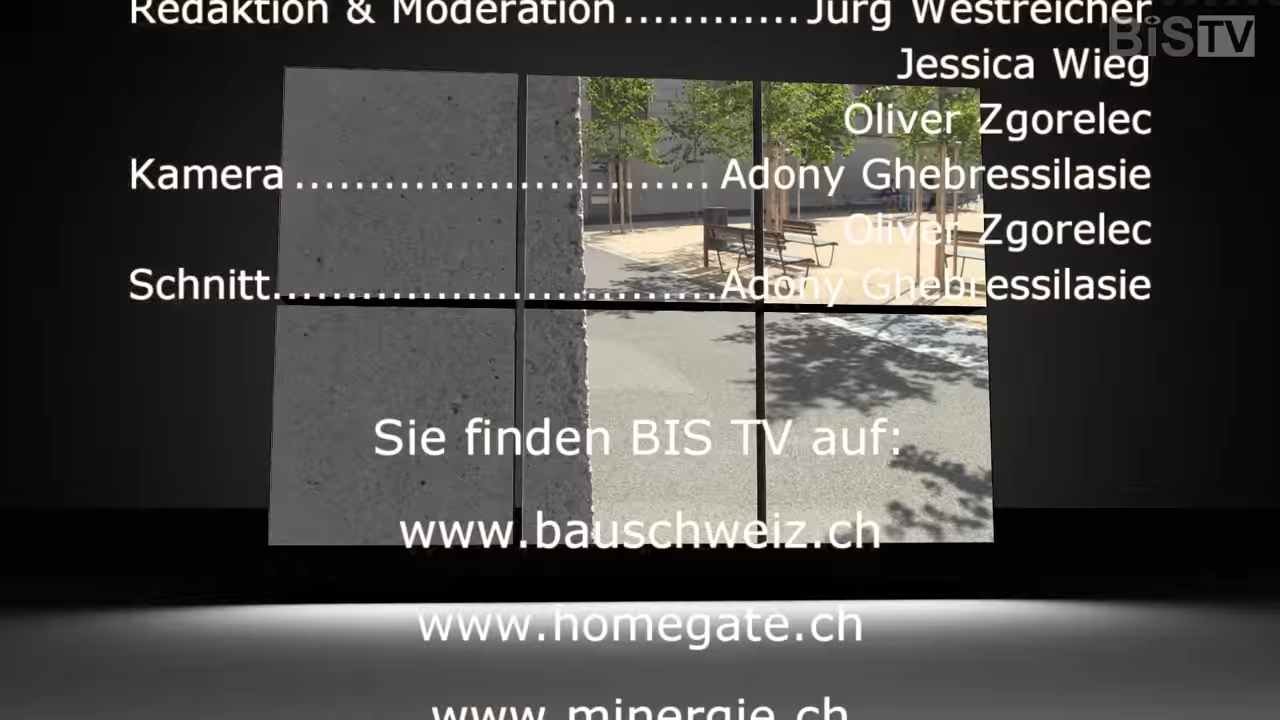 Redaktion & Moderation............Jürg Westreicher
BiSTV
Jessica Wieg
Oliver Zgorelec
Kamera............................Adony Ghebressilasie
Oliver Zgorelec
Schnitt..............................Adony Ghebressilasie
Sie finden BIS TV auf:
www.bauschweiz.ch
www.homegate.ch
www.minergie.ch